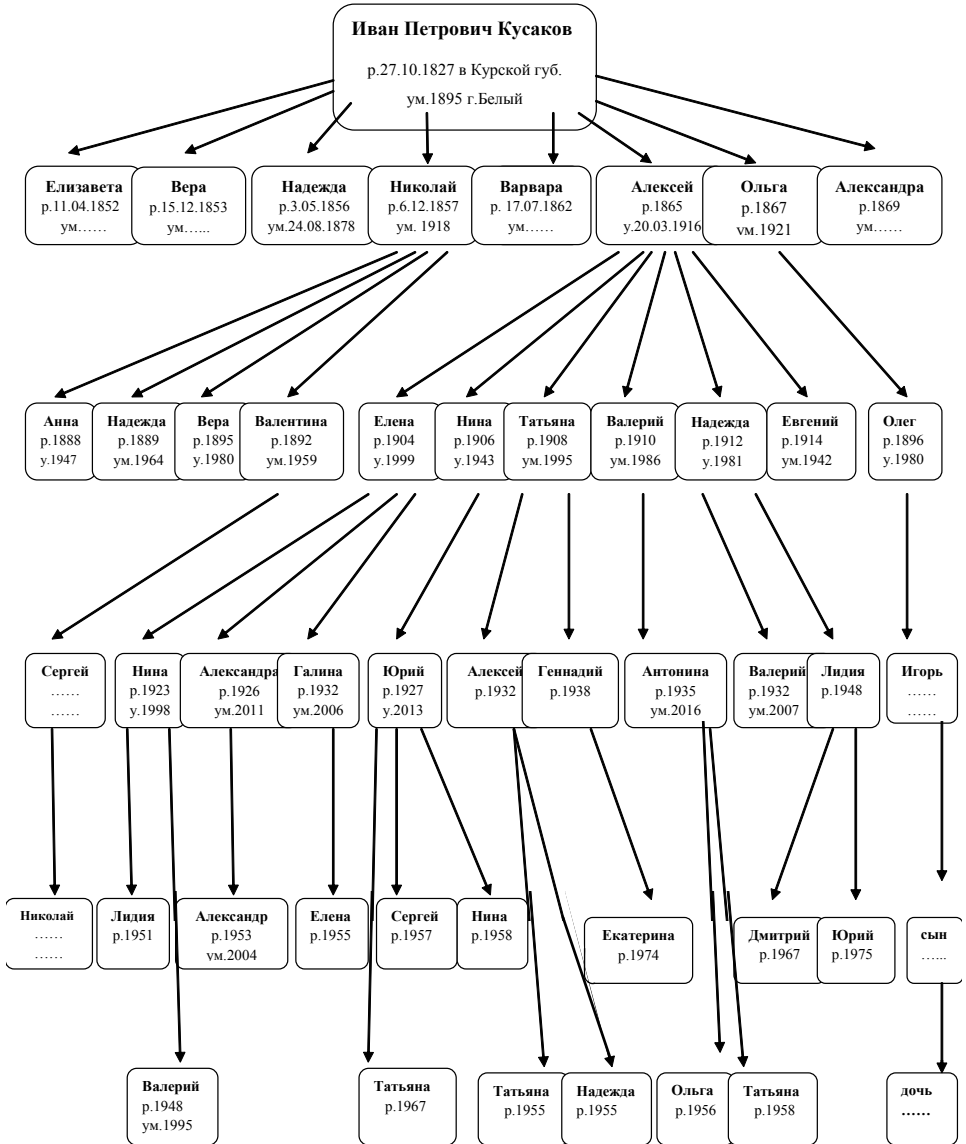 Иван Петрович Кусаков
р.27.10.1827 в Курской губ.
ум.1895 г.Белый
Елизавета
р.11.04.1852
ум……
Вера
р.15.12.1853
ум…...
Надежда
р.3.05.1856
ум.24.08.1878
Николай
р.6.12.1857
ум. 1918
Варвара
р. 17.07.1862
ум……
Алексей
р.1865
у.20.03.1916
Ольга
р.1867
ум.1921
Александра
р.1869
ум……
Анна
р.1888
у.1947
Надежда
р.1889
ум.1964
Вера
р.1895
у.1980
Валентина
р.1892
ум.1959
Елена
р.1904
у.1999
Нина
р.1906
у.1943
Татьяна
р.1908
ум.1995
Валерий
р.1910
ум.1986
Надежда
р.1912
у.1981
Евгений
р.1914
ум.1942
Олег
р.1896
у.1980
Сергей
……
……
Нина
р.1923
у.1998
Александра
р.1926
ум.2011
Галина
р.1932
ум.2006
Юрий
р.1927
у.2013
Алексей
р.1932
Геннадий
р.1938
Антонина
р.1935
ум.2016
Валерий
р.1932
ум.2007
Лидия
р.1948
Игорь
……
……
Николай
……
……
Лидия
р.1951
Александр
р.1953
ум.2004
Елена
р.1955
Сергей
р.1957
Нина
р.1958
Екатерина
р.1974
Дмитрий
р.1967
Юрий
р.1975
сын
…...
Валерий
р.1948
ум.1995
Татьяна
р.1967
Татьяна
р.1955
Надежда
р.1955
Ольга
р.1956
Татьяна
р.1958
дочь
……